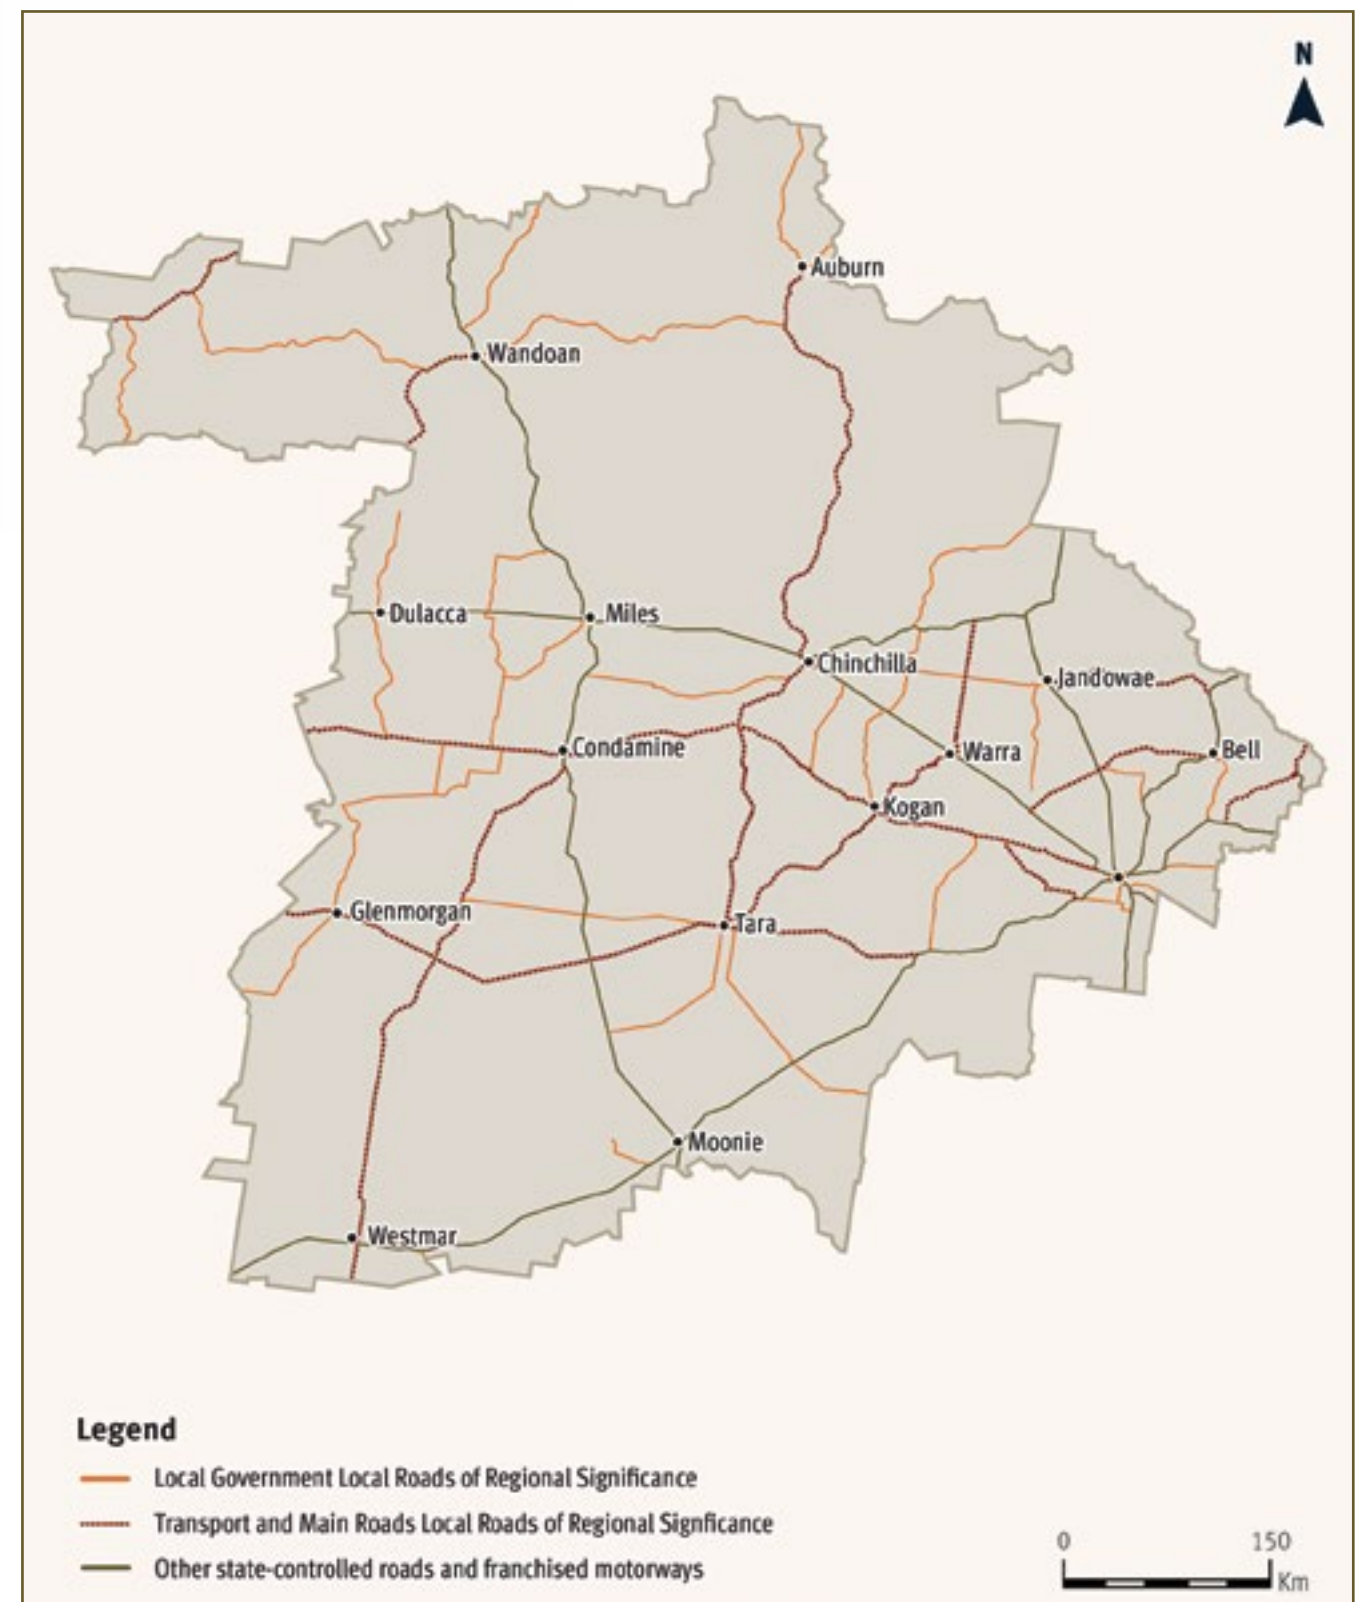 N
Auburn
Wandoan
Dulacca
Miles
Chinchilla
Jandowae
Condamine
Warra
Bell
Kogan
Glenmorgan
Tara
Moonie
Westmar
Legend
Local Government Local Roads of Regional Significance
Transport and Main Roads Local Roads of Regional Signficance
Other state-controlled roads and franchised motorways
0 150
Km